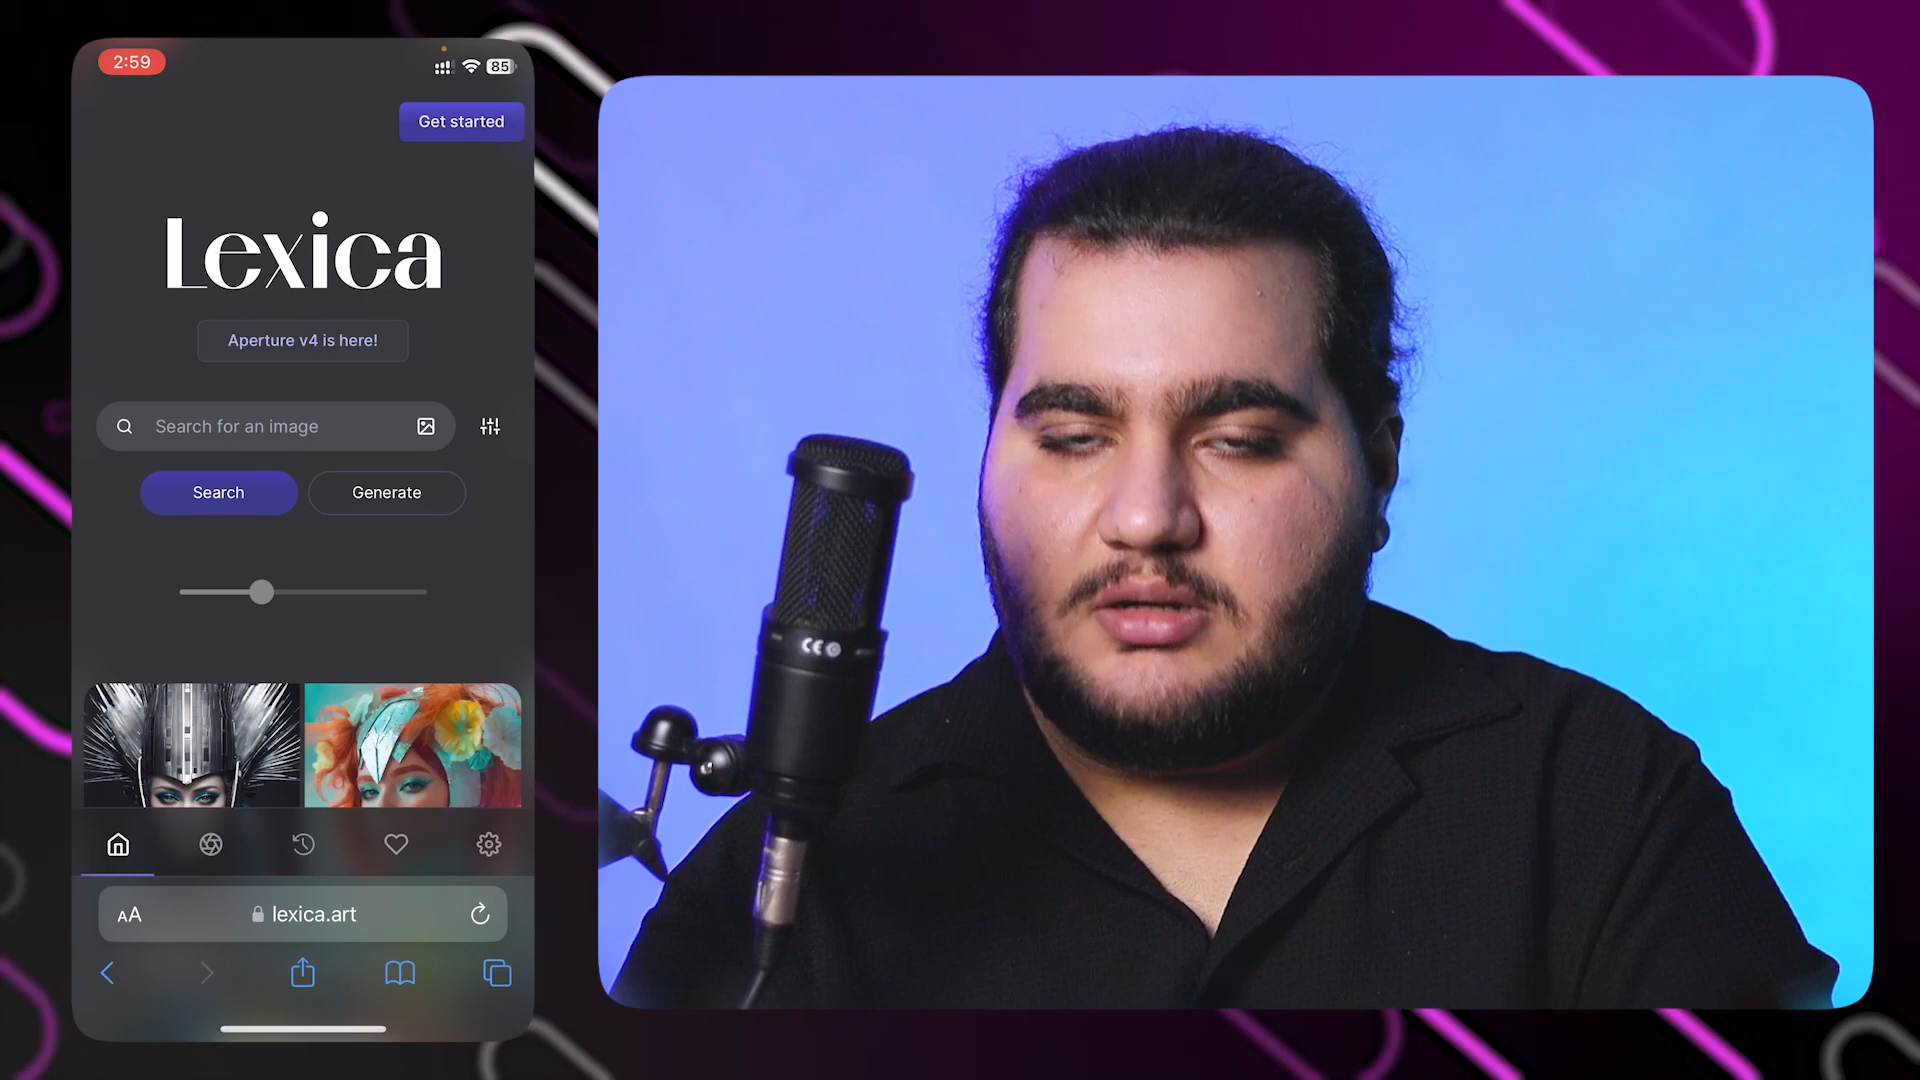 2:59
85
Get started
Lexica
Aperture v4 is here!
Search for an image
Search
Generate
AA
lexica.art
CE